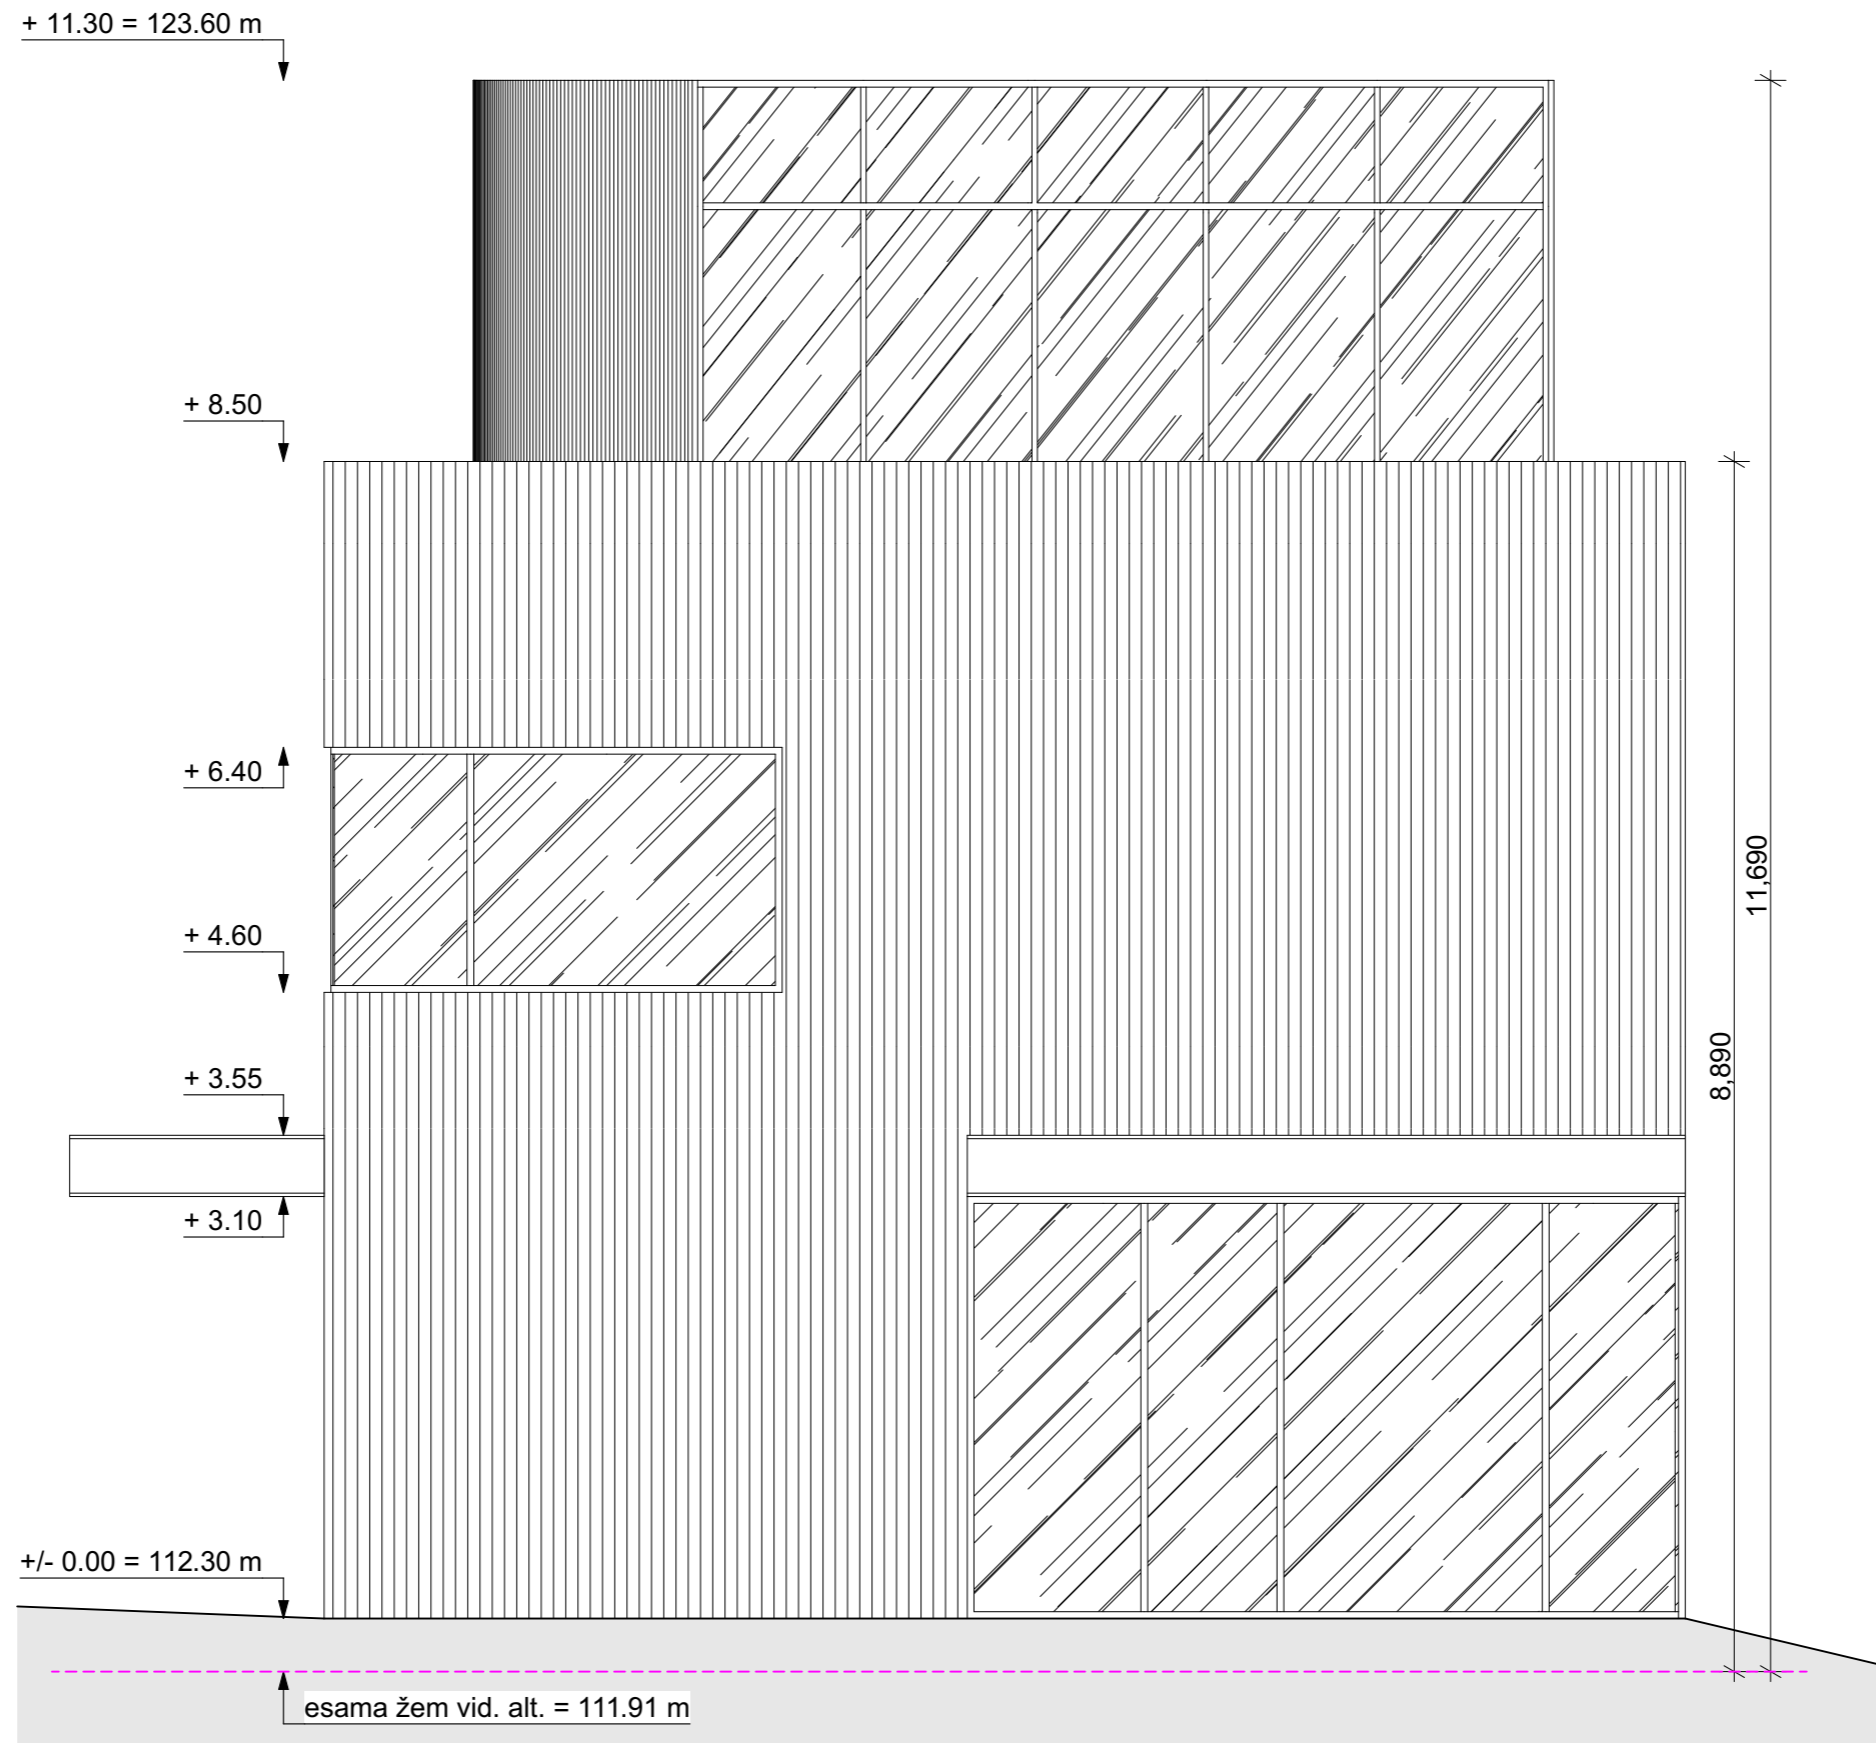 + 11.30 = 123.60 m
+ 8.50
+ 6.40
11,690
+ 4.60
8,890
+ 3.55
+ 3.10
+/- 0.00 = 112.30 m
esama žem vid. alt. = 111.91 m